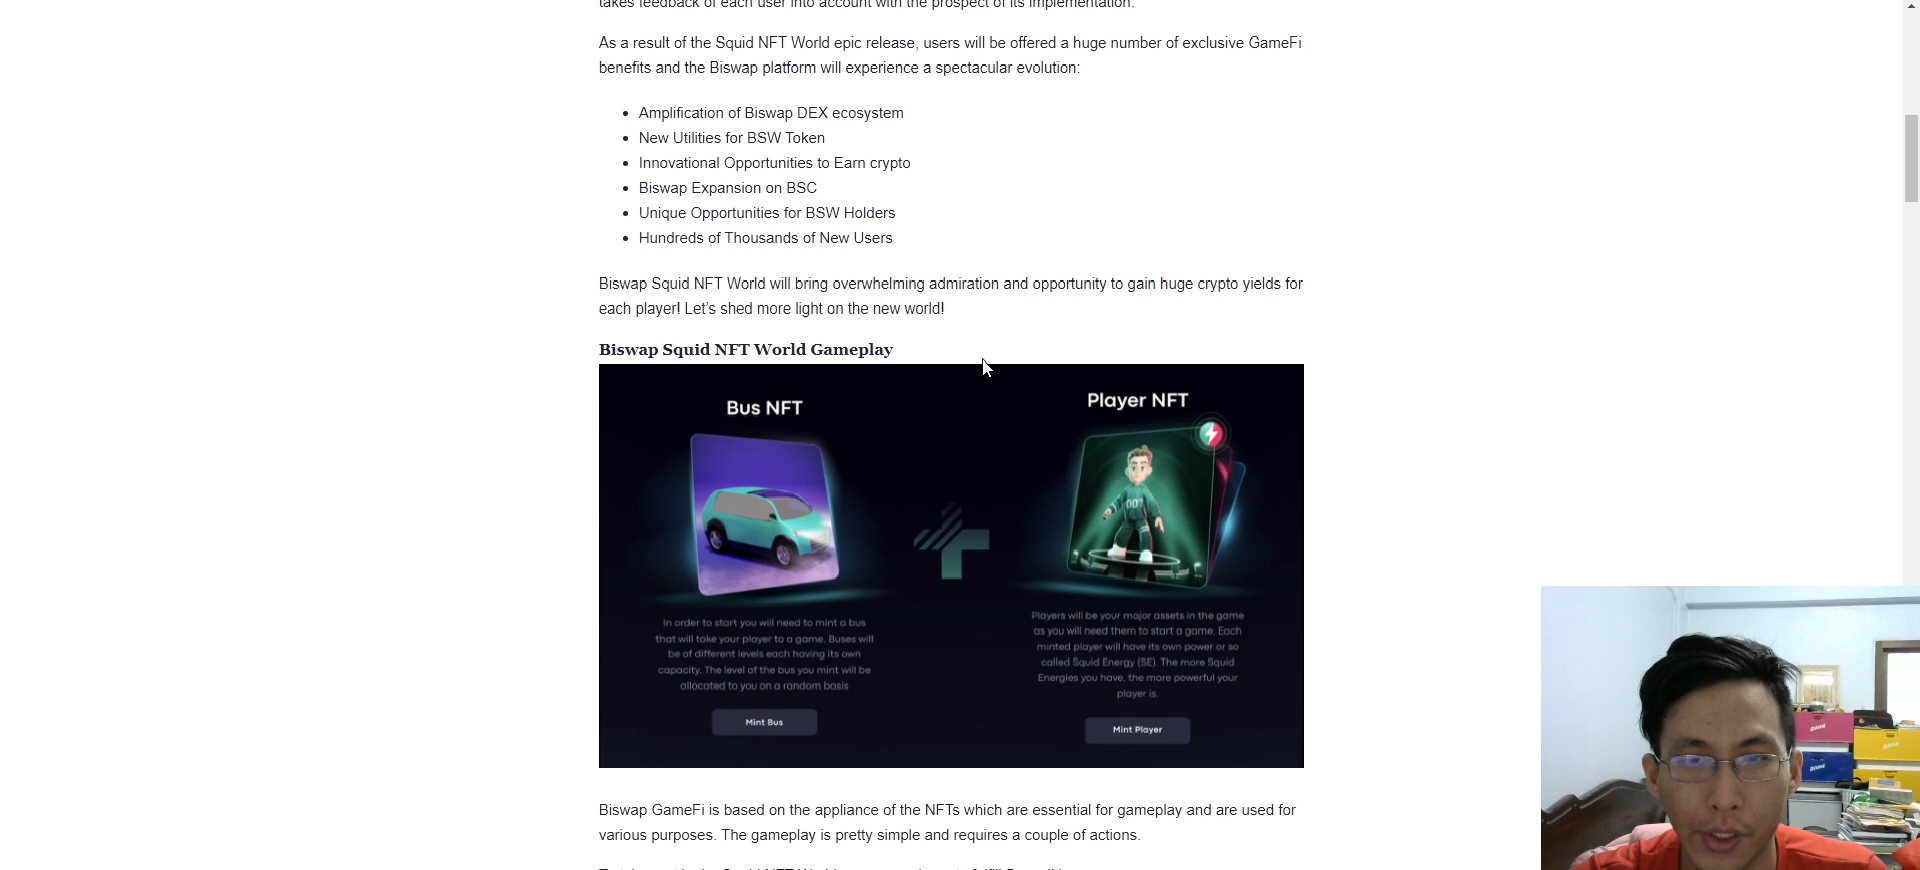 takes feedback of each user into account with the prospect of its implementation.
As a result of the Squid NFT World epic release, users will be offered a huge number of exclusive GameFi
benefits and the Biswap platform will experience a spectacular evolution:
Amplification of Biswap DEX ecosystem
New Utilities for BSW Token
Innovational Opportunities to Earn crypto
Biswap Expansion on BSC
Unique Opportunities for BSW Holders
Hundreds of Thousands of New Users
Biswap Squid NFT World will bring overwhelming admiration and opportunity to gain huge crypto yields for
each player! Let's shed more light on the new world!
Biswap Squid NFT World Gameplay
Bus NFT
In order to start you will need to mint a bus
that will take your player to a game. Buses will
be of different levels each having its own
capacity. The level of the bus you mint will be
allocated to you on a random basis
Mint Bus
Player NFT
001
Players will be your major assets in the game
as you will need them to start a game. Each
minted player will have its own power or so
called Squid Energy (SE). The more Squid
Energies you have, the more powerful your
player is.
Mint Player
Biswap GameFi is based on the appliance of the NFTs which are essential for gameplay and are used for
various purposes. The gameplay is pretty simple and requires a couple of actions.